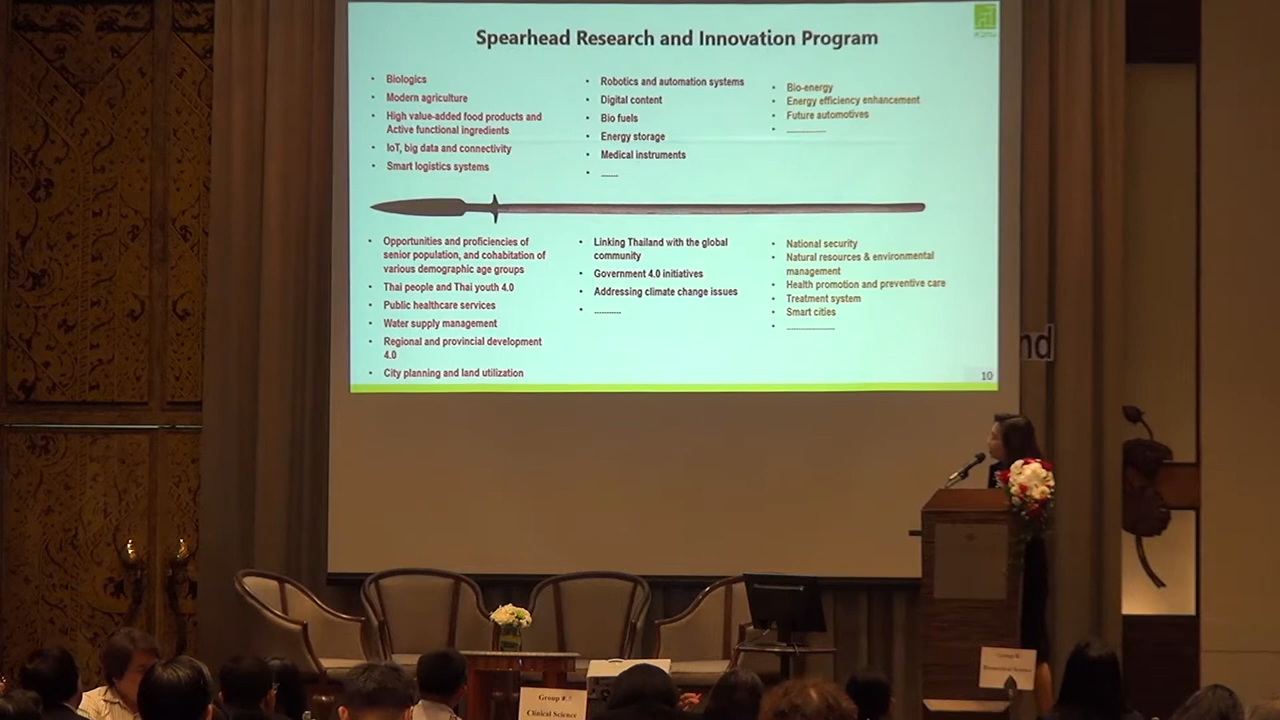 Spearhead Research and Innovation Program
• Biologics
• Modern agriculture
• High value-added food products and
Active functional ingredients
• IoT, big data and connectivity
• Smart logistics systems
• Robotics and automation systems
• Digital content
• Bio fuels
• Energy storage
• Medical instruments
• ......
• Bio-energy
• Energy efficiency enhancement
• Future automotives
• ..............
• Opportunities and proficiencies of
senior population, and cohabitation of
various demographic age groups
• Thai people and Thai youth 4.0
• Public healthcare services
• Water supply management
• Regional and provincial development
4.0
• City planning and land utilization
• Linking Thailand with the global
community
• Government 4.0 initiatives
• Addressing climate change issues
• ..........
• National security
• Natural resources & environmental
management
• Health promotion and preventive care
• Treatment system
• Smart cities
• .................
10
nd
Group #
Clinical Science
Biomedical Science